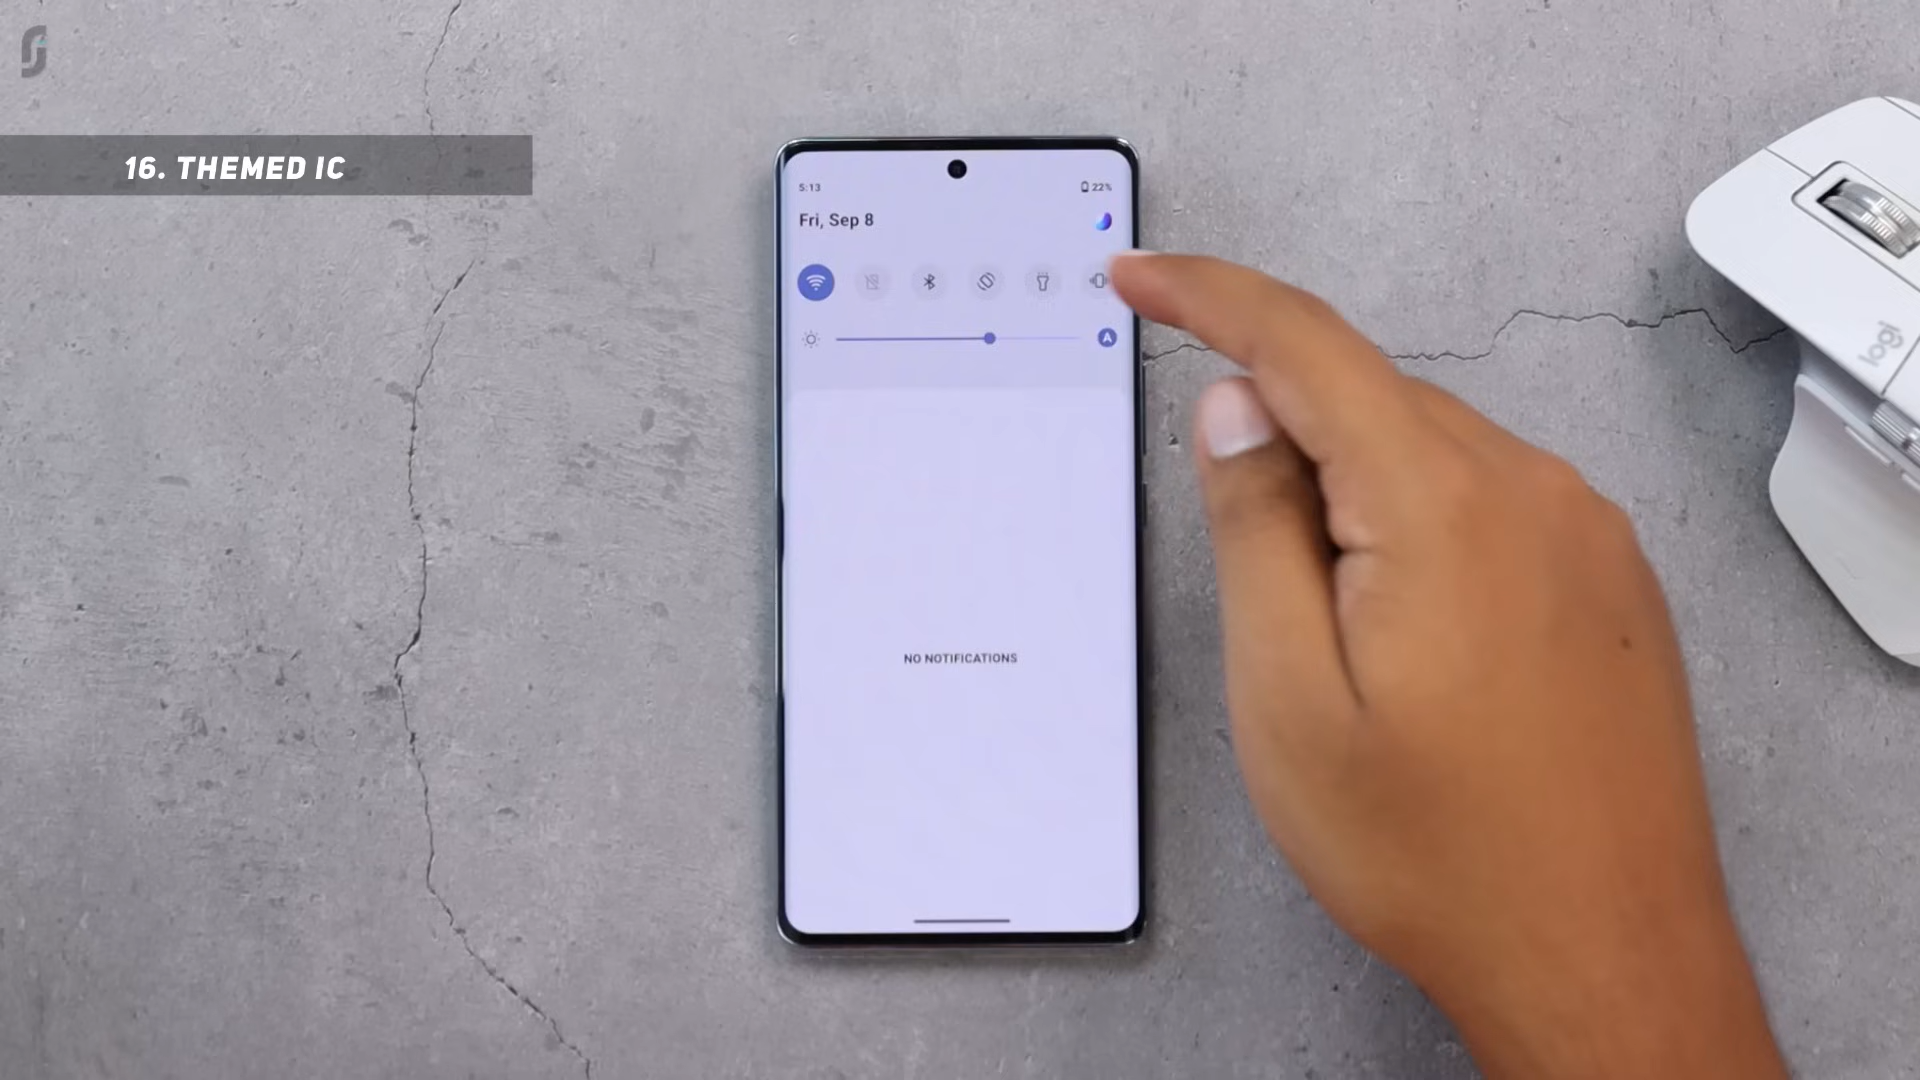 16. THEMED IC
5:13
22%
Fri, Sep 8
A
NO NOTIFICATIONS
logi